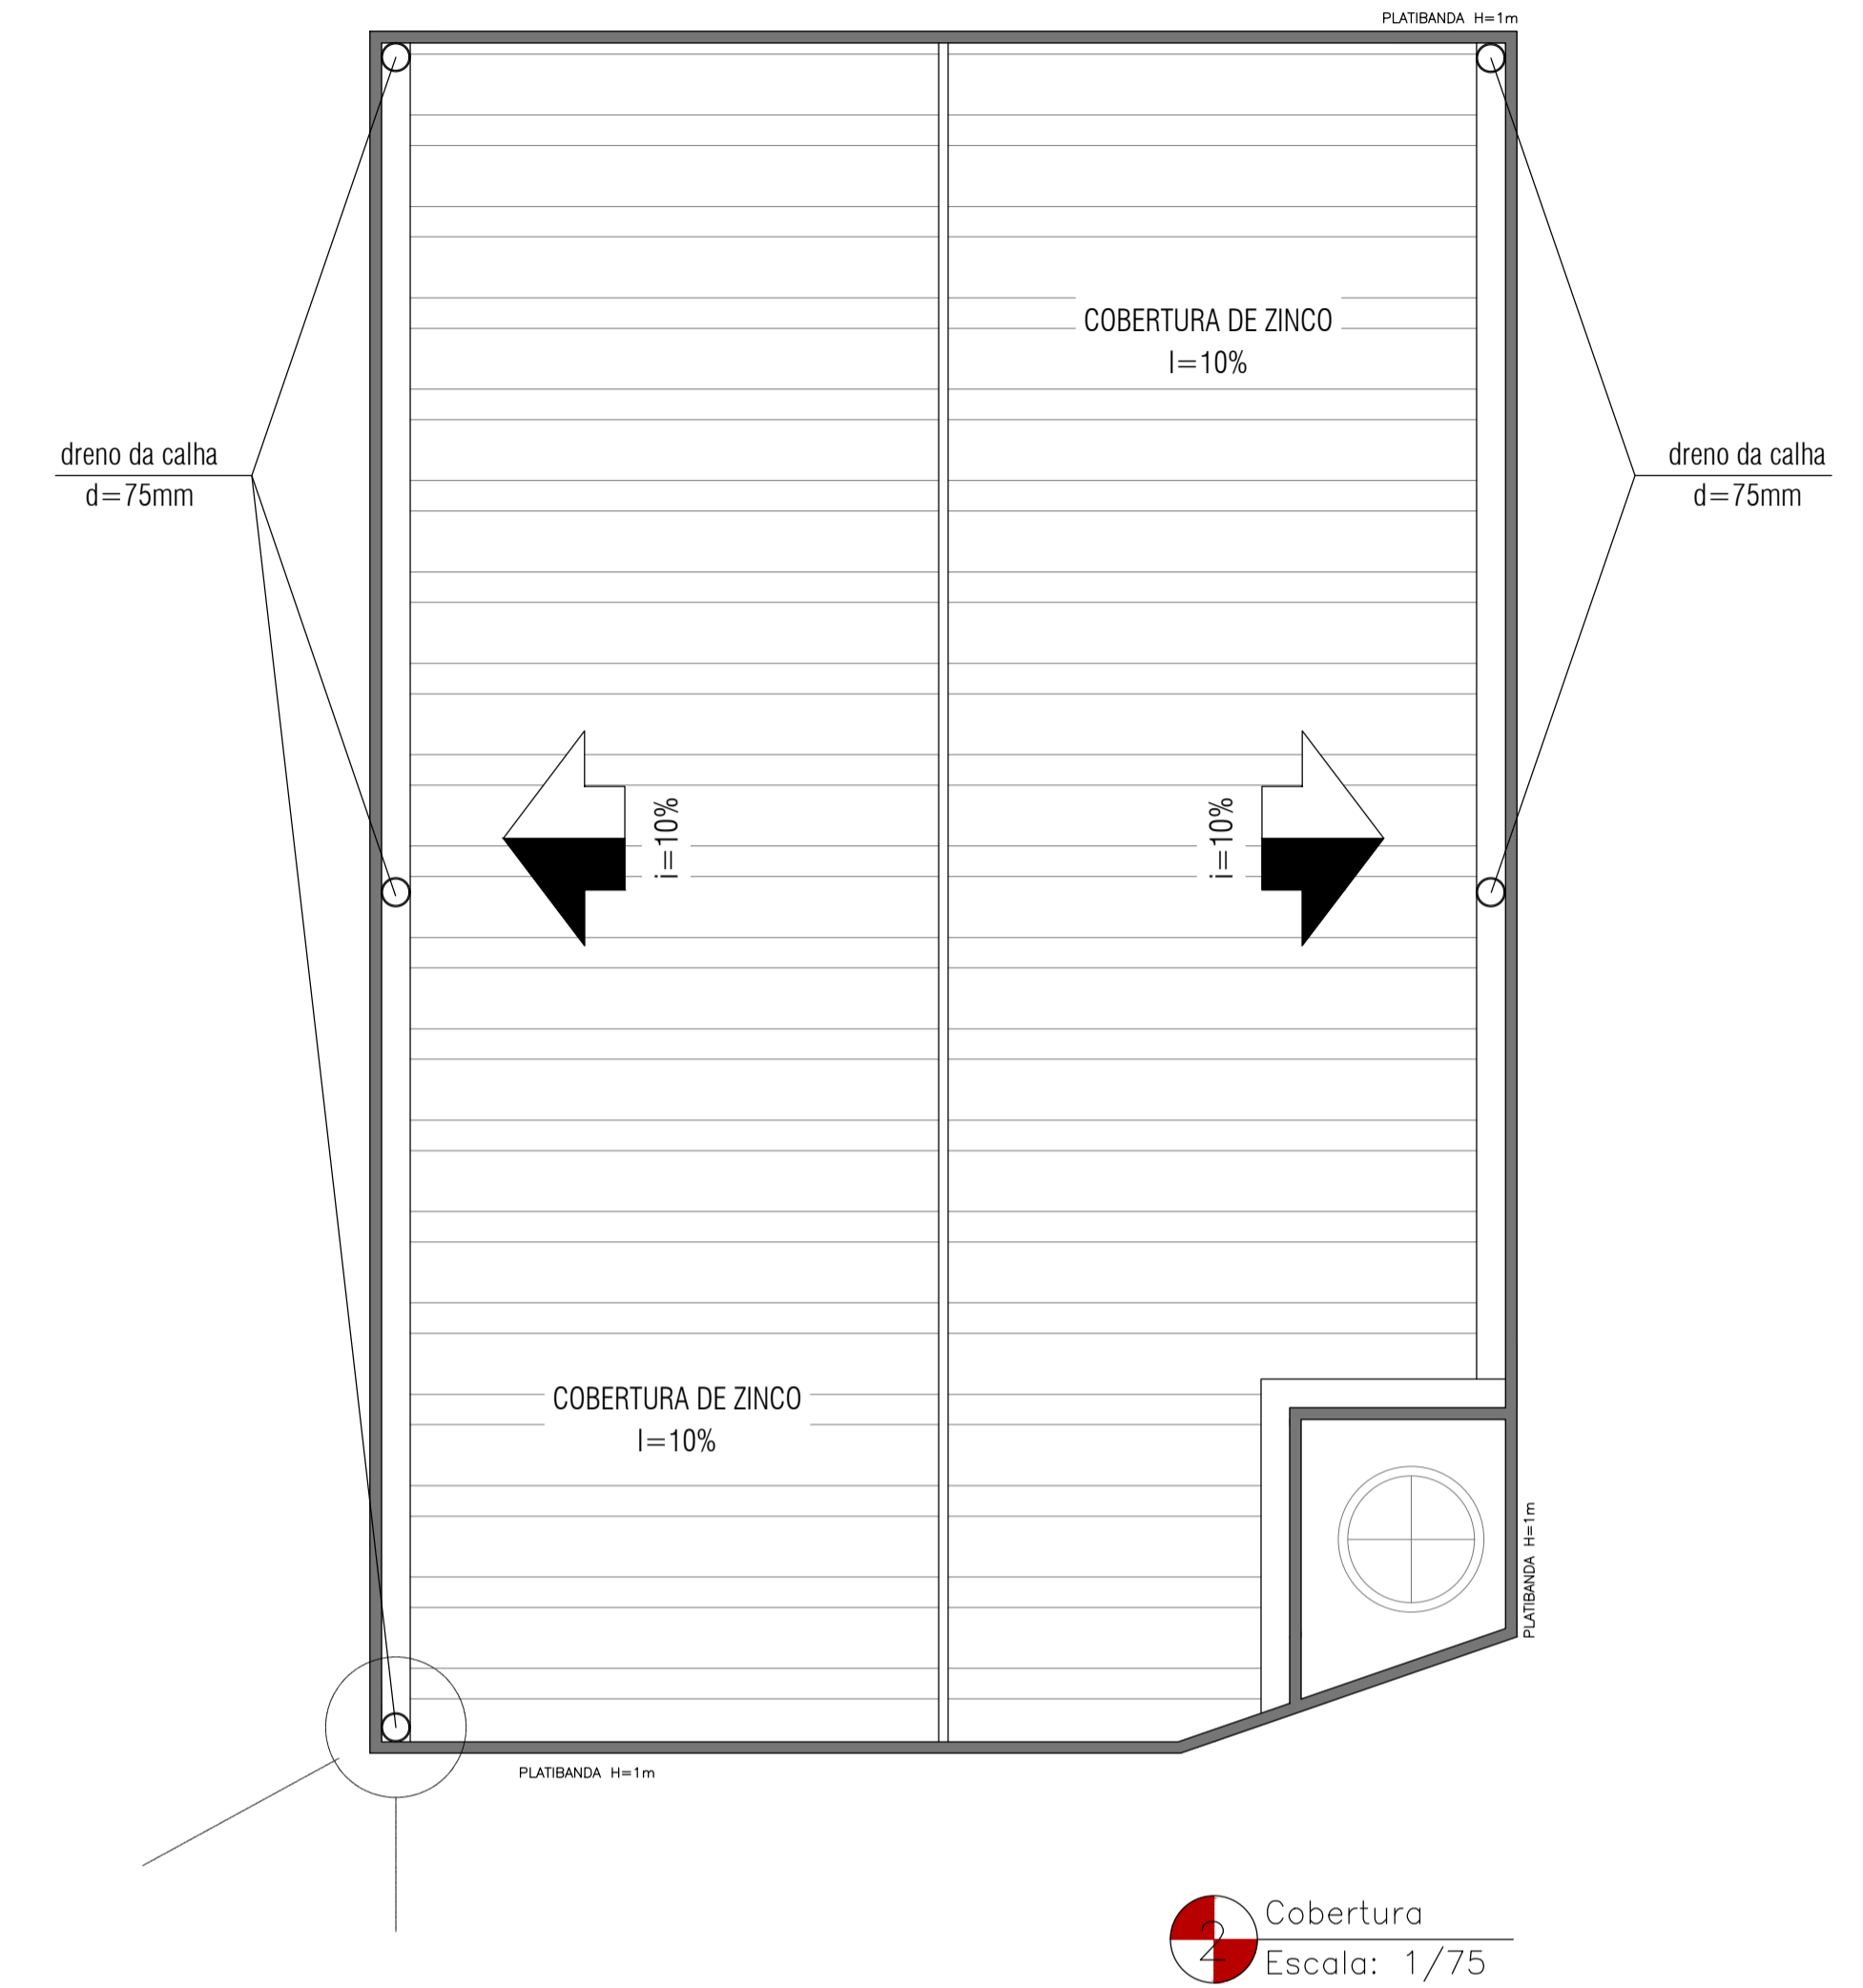 PLATIBANDA H=1m
COBERTURA DE ZINCO
I=10%
dreno da calha
d=75mm
dreno da calha
d=75mm
i=10%
i=10%
COBERTURA DE ZINCO
I=10%
PLATIBANDA H=1m
PLATIBANDA H=1m
2
Cobertura
Escala: 1/75